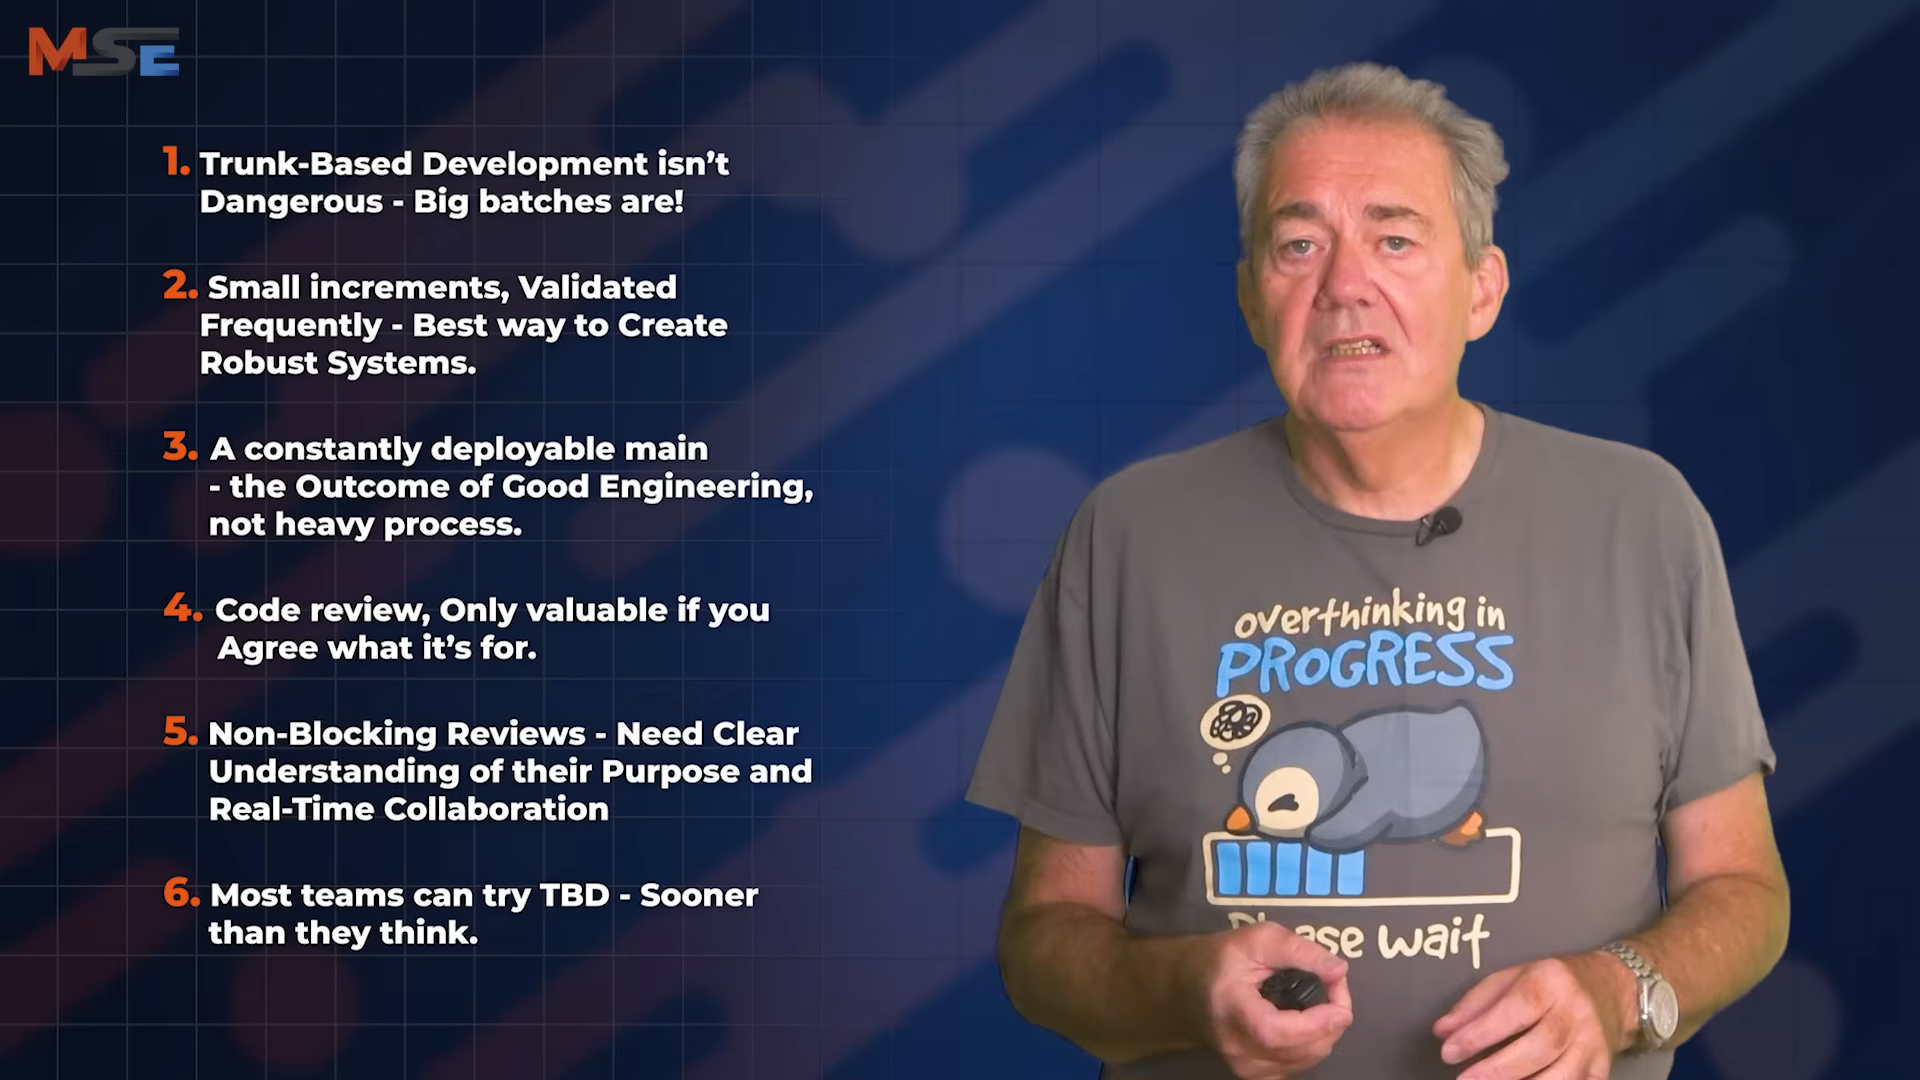 MSE
1. Trunk-Based Development isn't
Dangerous - Big batches are!
2. Small increments, Validated
Frequently - Best way to Create
Robust Systems.
3. A constantly deployable main
- the Outcome of Good Engineering,
not heavy process.
4. Code review, Only valuable if you
Agree what it's for.
5. Non-Blocking Reviews - Need Clear
Understanding of their Purpose and
Real-Time Collaboration
6. Most teams can try TBD - Sooner
than they think.
overthinking in
PROGRESS
Please wait